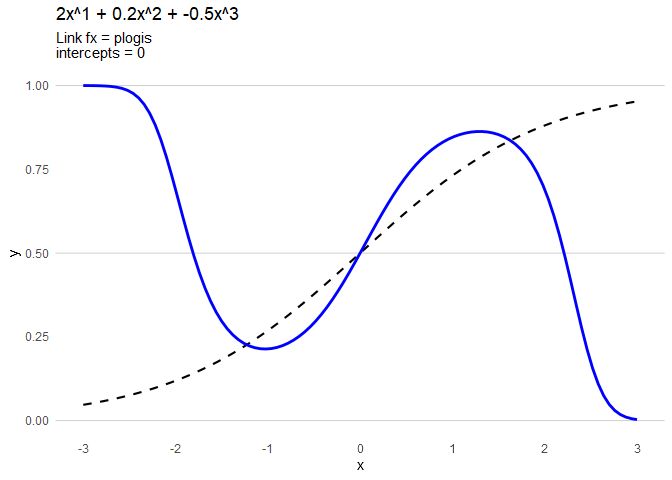 2x^1 + 0.2x^2 + -0.5x^3
Link fx = plogis
intercepts = 0
1.00
0.75
0.50
0.25
0.00
y
-3
-2
-1
0
1
2
3
x